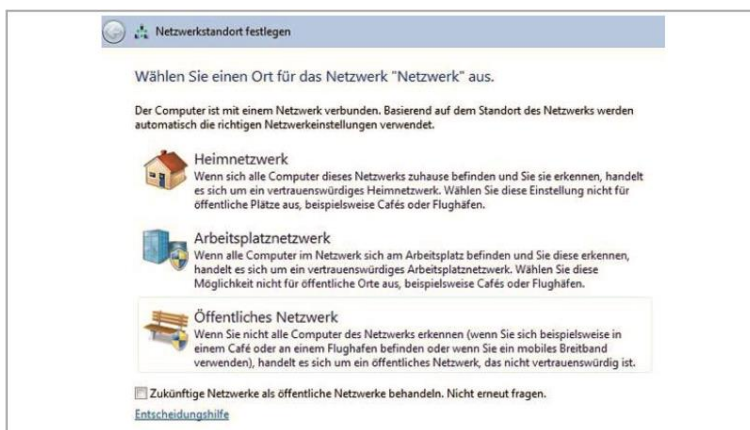 Netzwerkstandort festlegen
Wählen Sie einen Ort für das Netzwerk "Netzwerk" aus.
Der Computer ist mit einem Netzwerk verbunden. Basierend auf dem Standort des Netzwerks werden
automatisch die richtigen Netzwerkeinstellungen verwendet.
Heimnetzwerk
Wenn sich alle Computer dieses Netzwerks zuhause befinden und Sie sie erkennen, handelt
es sich um ein vertrauenswürdiges Heimnetzwerk. Wählen Sie diese Einstellung nicht für
öffentliche Plätze aus, beispielsweise Cafés oder Flughäfen.
Arbeitsplatznetzwerk
Wenn alle Computer im Netzwerk sich am Arbeitsplatz befinden und Sie diese erkennen,
handelt es sich um ein vertrauenswürdiges Arbeitsplatznetzwerk. Wählen Sie diese
Möglichkeit nicht für öffentliche Orte aus, beispielsweise Cafés oder Flughäfen.
Öffentliches Netzwerk
Wenn Sie nicht alle Computer des Netzwerks erkennen (wenn Sie sich beispielsweise in
einem Café oder an einem Flughafen befinden oder wenn Sie ein mobiles Breitband
verwenden), handelt es sich um ein öffentliches Netzwerk, das nicht vertrauenswürdig ist.
Zukünftige Netzwerke als öffentliche Netzwerke behandeln. Nicht erneut fragen.
Entscheidungshilfe